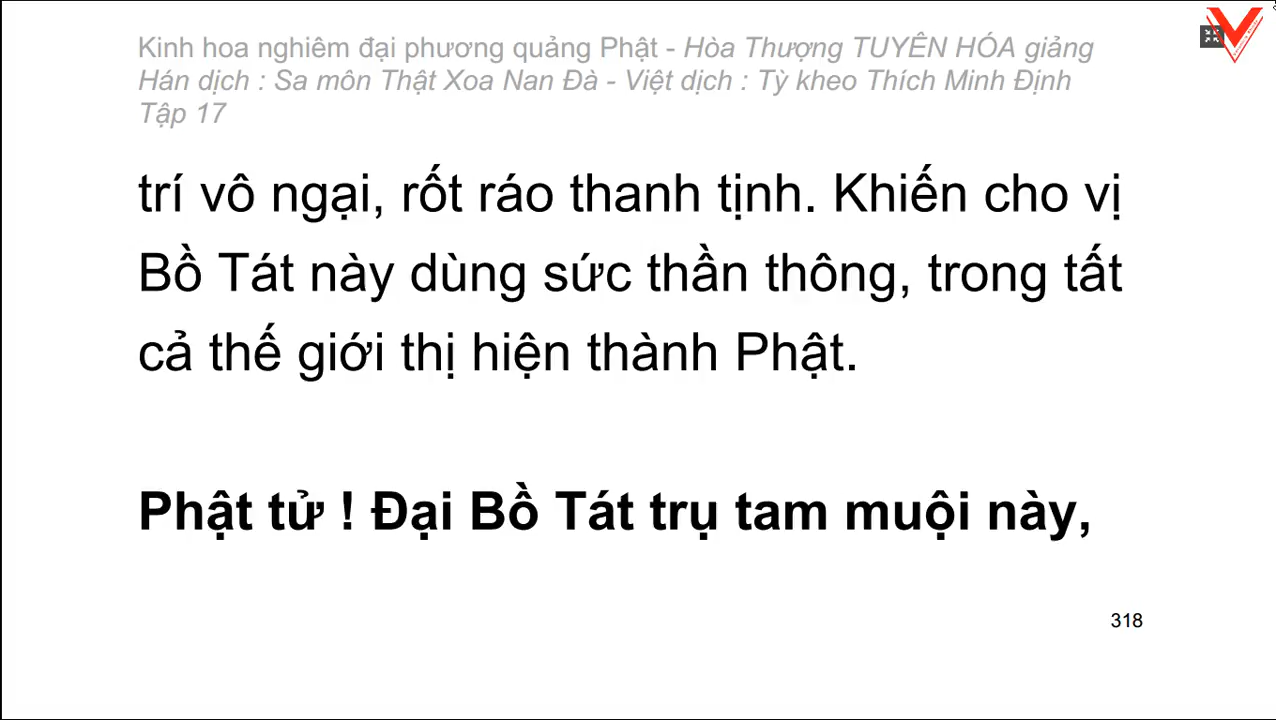 Kinh hoa nghiêm đại phương quảng Phật - Hòa Thượng TUYÊN HÓA giảng
Hán dịch : Sa môn Thật Xoa Nan Đà - Việt dịch : Tỳ kheo Thích Minh Định
Tập 17
trí vô ngại, rốt ráo thanh tịnh. Khiến cho vị
Bồ Tát này dùng sức thần thông, trong tất
cả thế giới thị hiện thành Phật.
Phật tử ! Đại Bồ Tát trụ tam muội này,
318